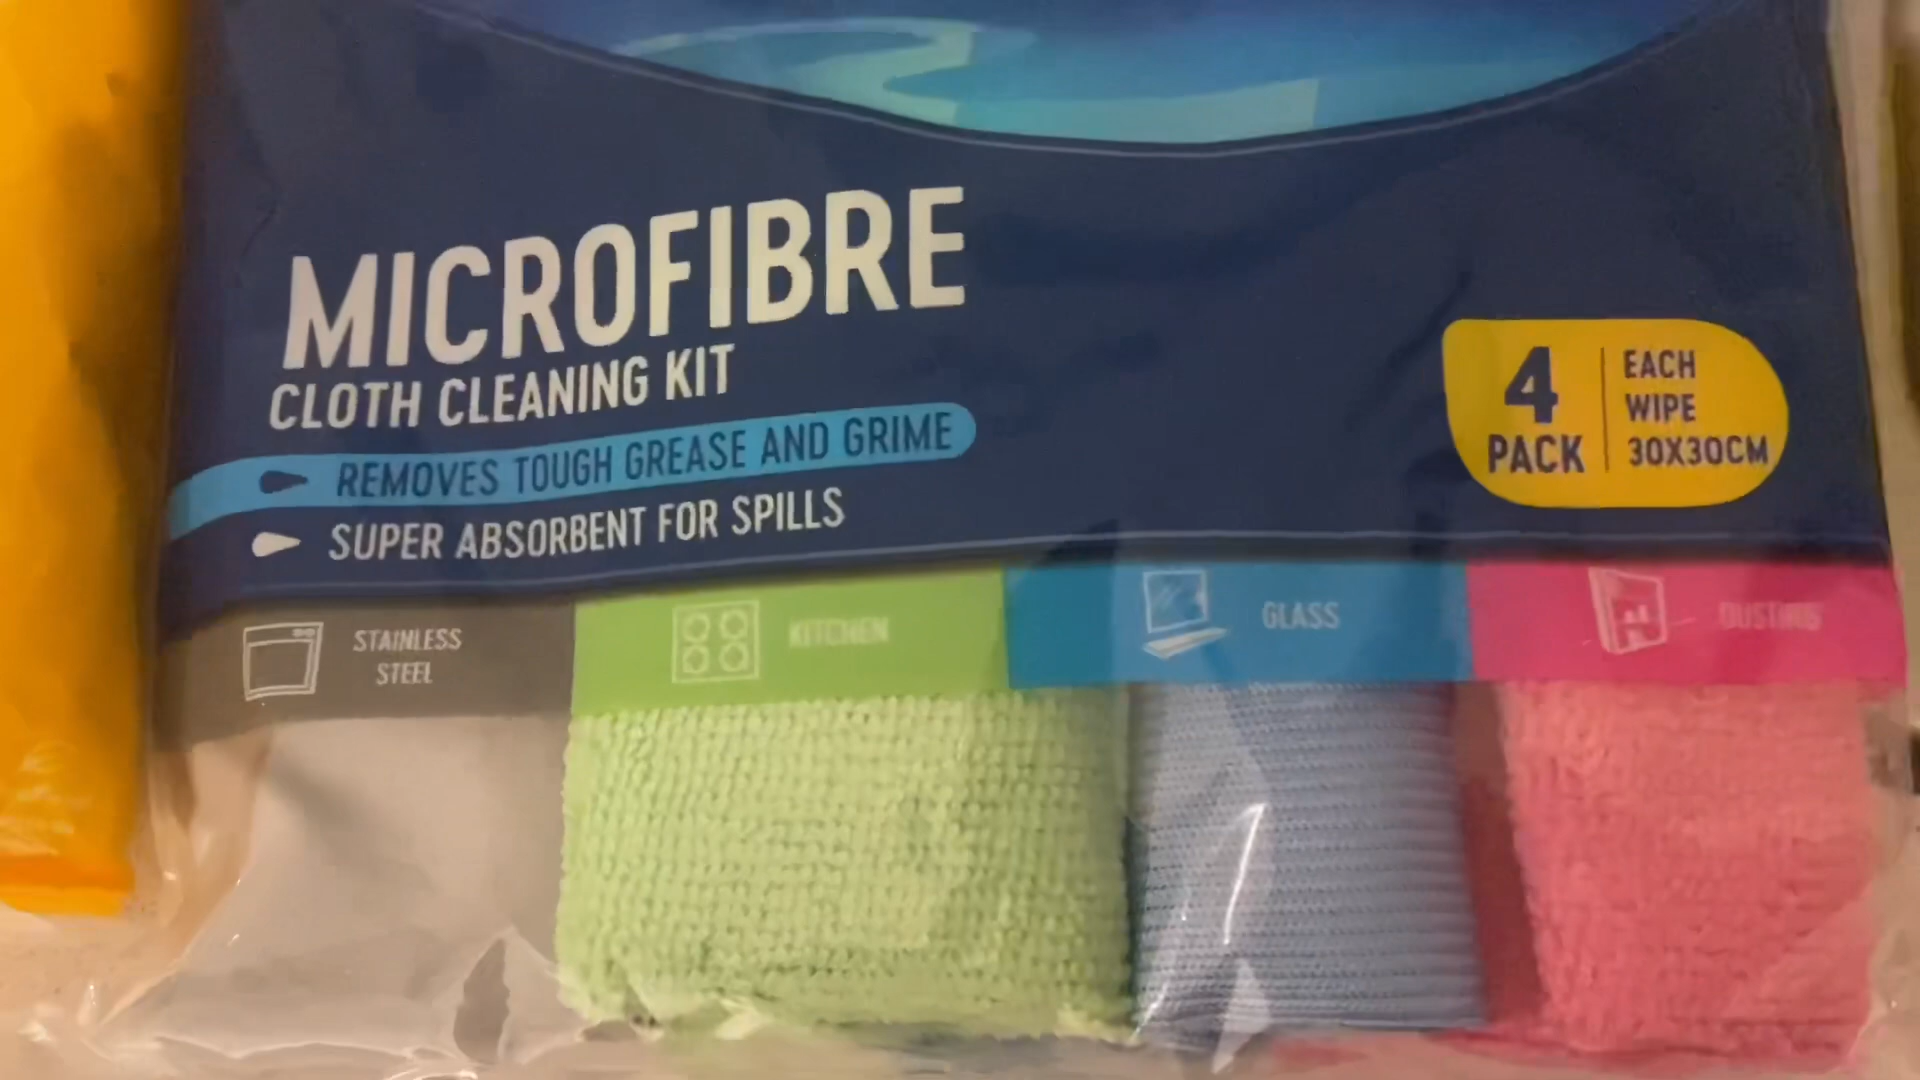 MICROFIBRE
CLOTH CLEANING KIT
REMOVES TOUGH GREASE AND GRIME
SUPER ABSORBENT FOR SPILLS
4
PACK
EACH
WIPE
30X30CM
STAINLESS
STEEL
KITCHEN
GLASS
DUSTING